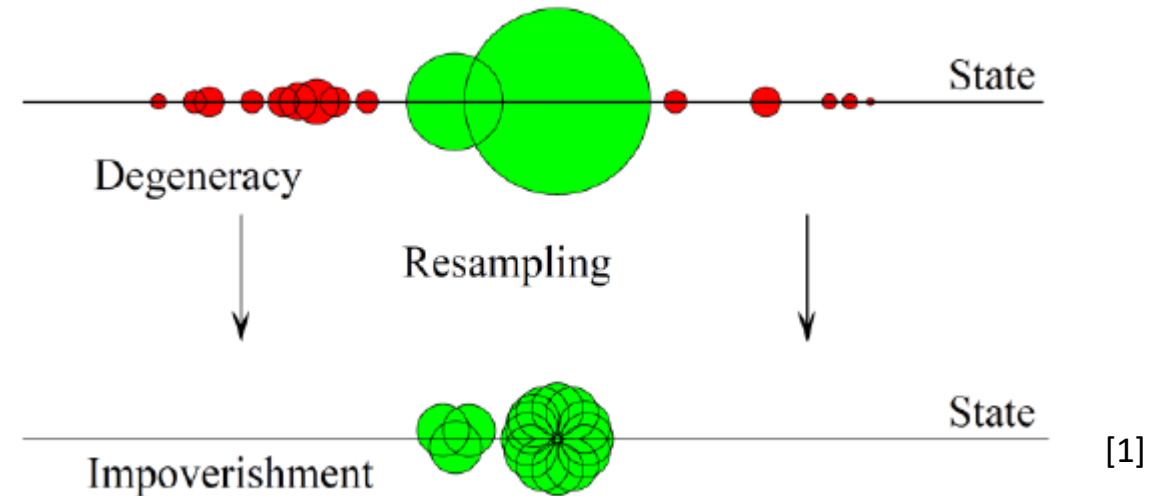 State
Degeneracy
Resampling
State
Impoverishment
[1]